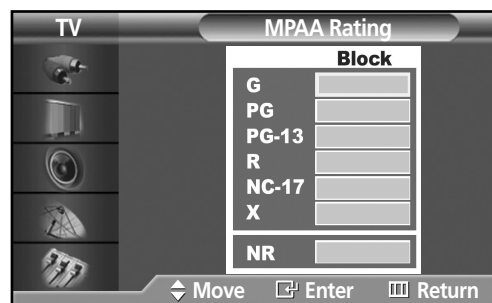 TV MPAA Rating
Block
G
PG
PG-13
R
NC-17
X
NR
Move Enter Return